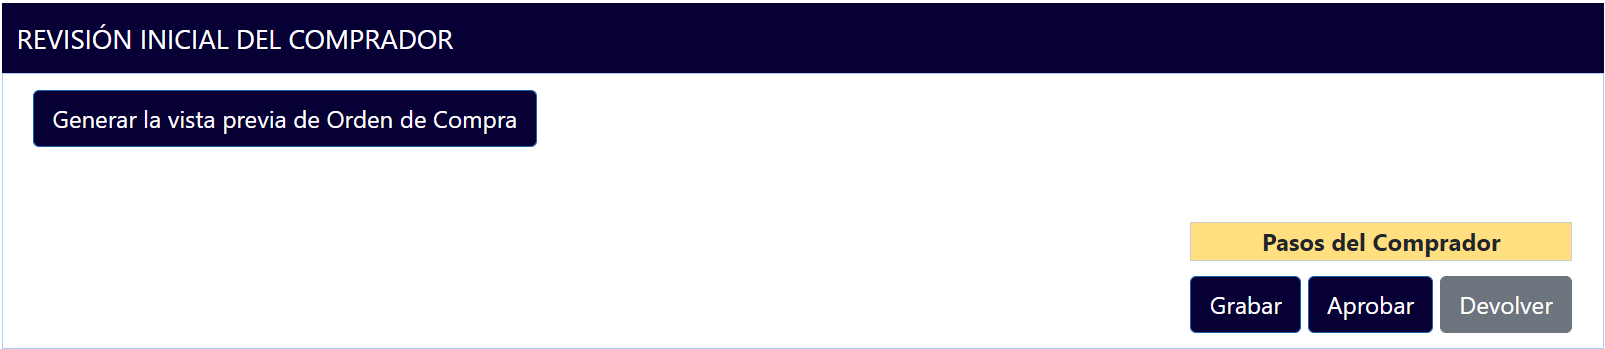 REVISIÓN INICIAL DEL COMPRADOR
Generar la vista previa de Orden de Compra
Pasos del Comprador
Grabar Aprobar Devolver